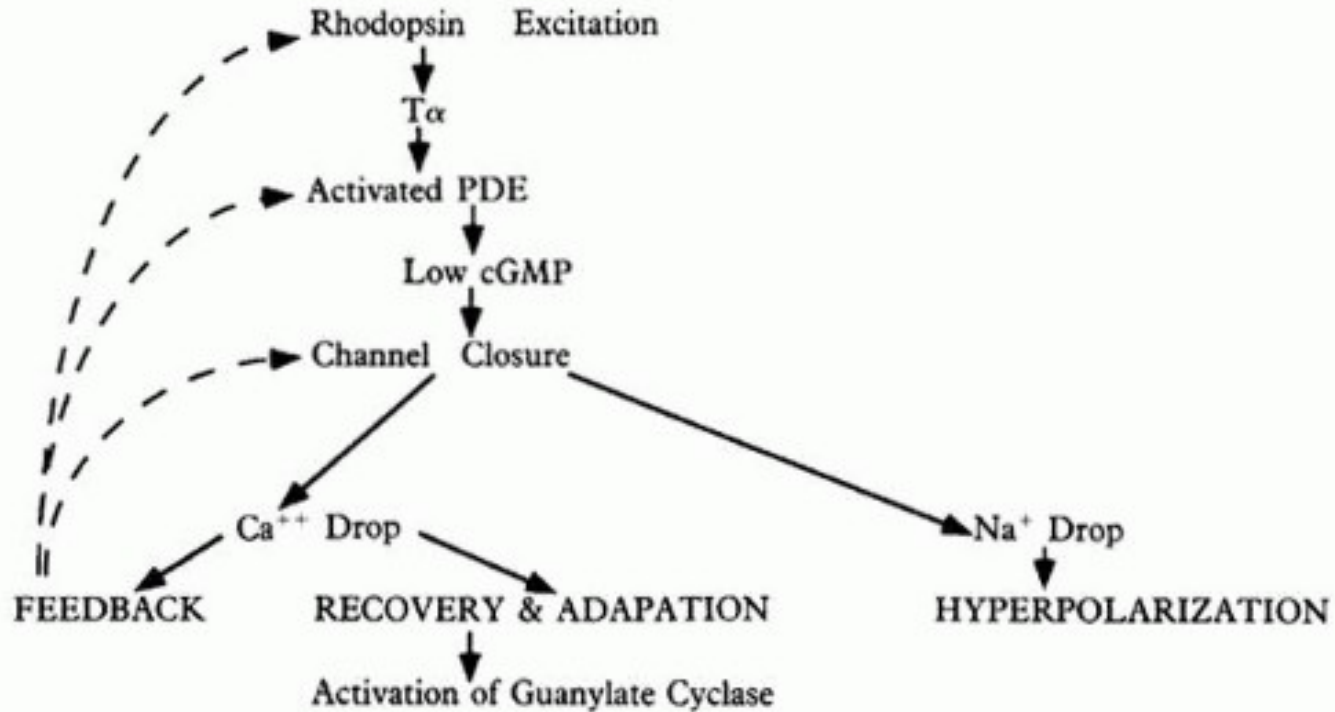 Rhodopsin Excitation
Tα
Activated PDE
Low cGMP
Channel Closure
Ca++ Drop
Na+ Drop
FEEDBACK
RECOVERY & ADAPATION
HYPERPOLARIZATION
Activation of Guanylate Cyclase